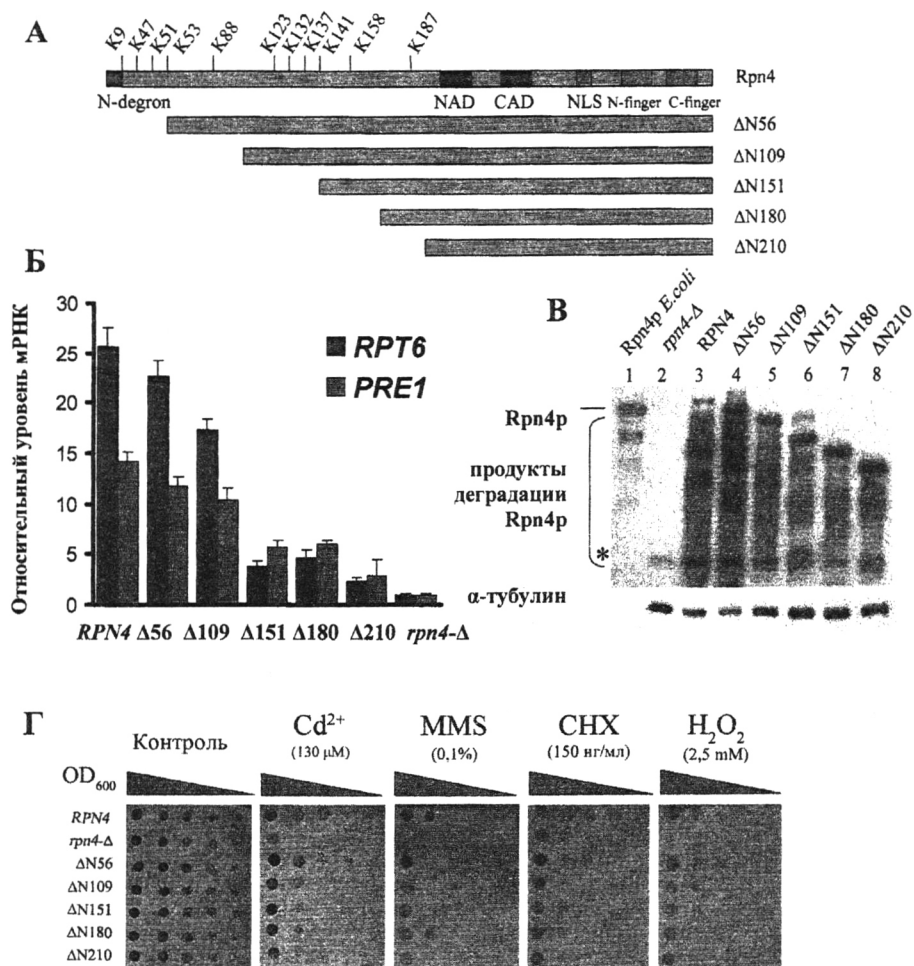 А
K9 K47 K51 K53 K88 K123 K132 K137 K141 K158 K187
Rpn4
N-degron NAD CAD NLS N-finger C-finger
ΔN56
ΔN109
ΔN151
ΔN180
ΔN210
Б
Относительный уровень мРНК
30
25
20
15
10
5
0
RPT6
PRE1
RPN4 Δ56 Δ109 Δ151 Δ180 Δ210 rpn4-Δ
В
Rpn4p E.coli rpn4-Δ RPN4 ΔN56 ΔN109 ΔN151 ΔN180 ΔN210
1 2 3 4 5 6 7 8
Rpn4p
продукты
деградации
Rpn4p
*
α-тубулин
Г
Контроль Cd2+ MMS CHX H2O2
(130 μM) (0,1%) (150 нг/мл) (2,5 mM)
OD600
RPN4
rpn4-Δ
ΔN56
ΔN109
ΔN151
ΔN180
ΔN210